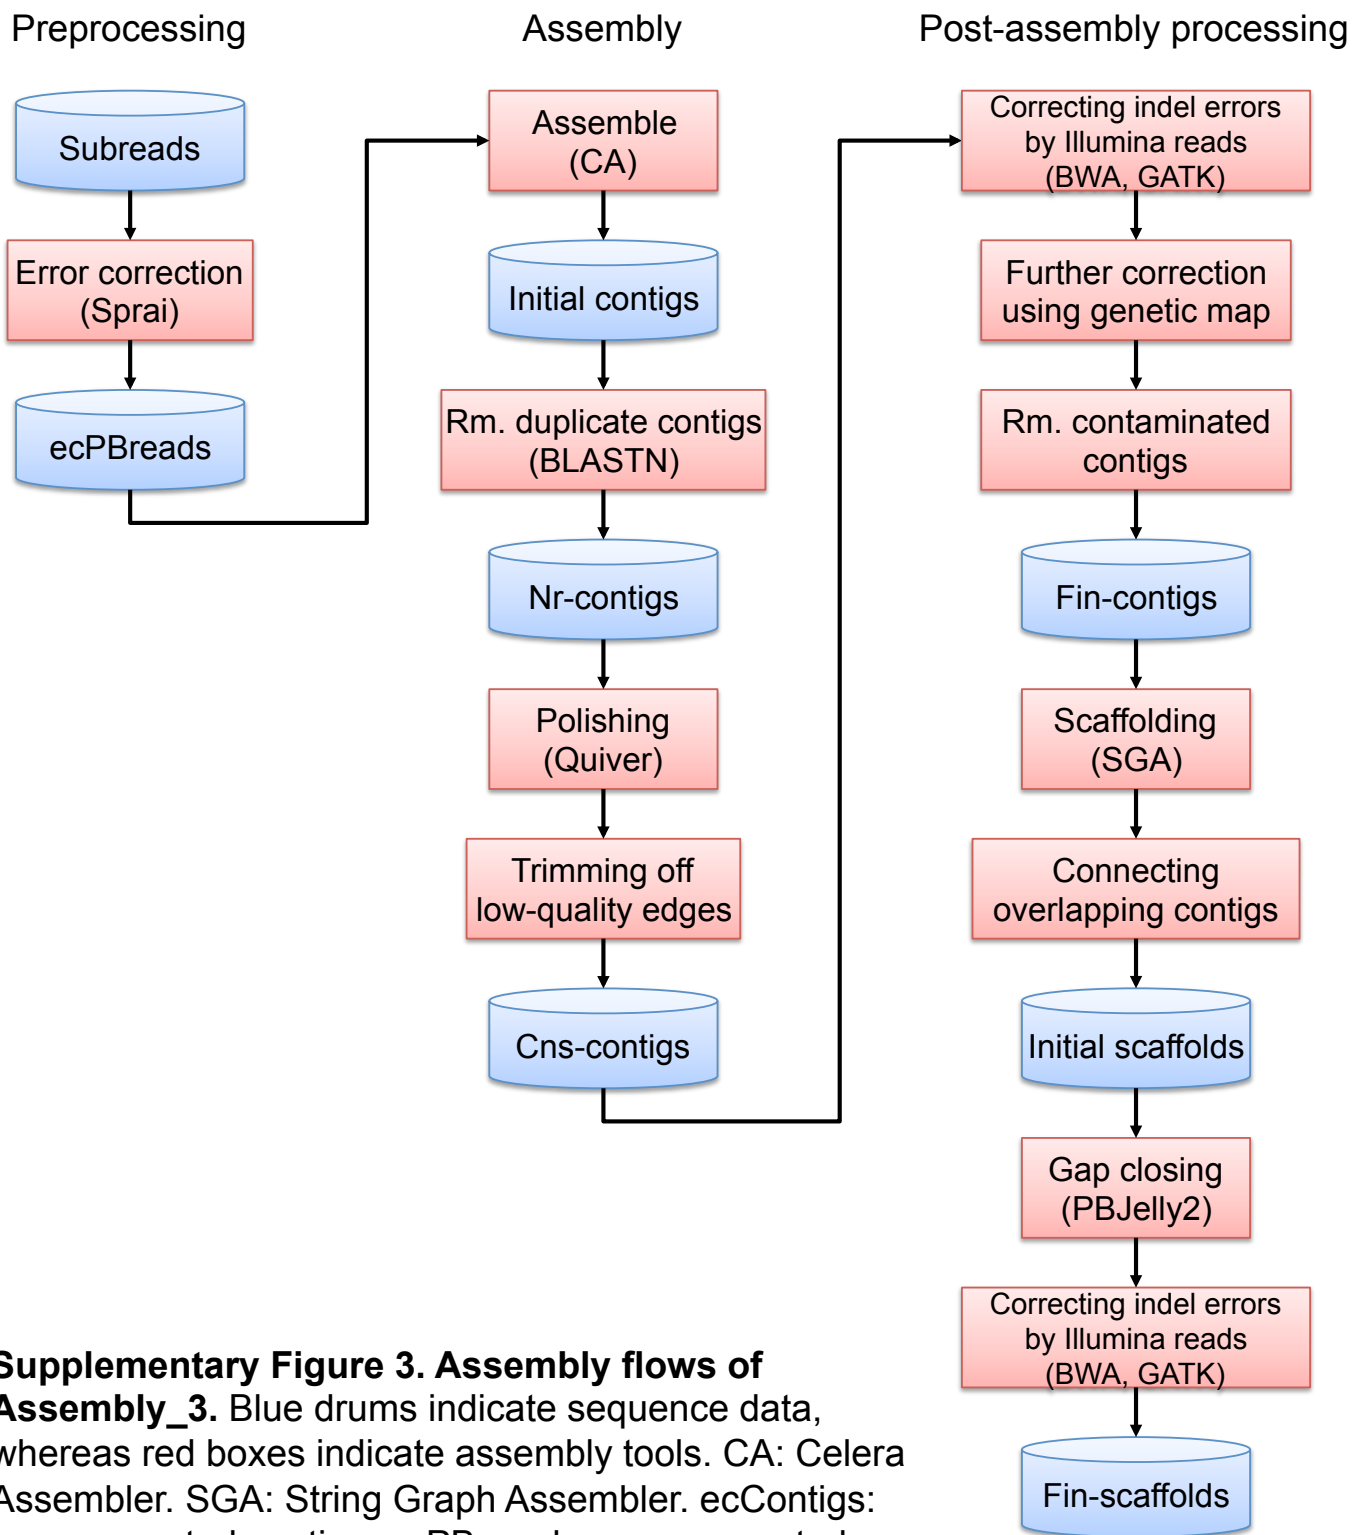 Preprocessing
Assembly
Post-assembly processing
Subreads
Error correction
(Sprai)
ecPBreads
Assemble
(CA)
Initial contigs
Rm. duplicate contigs
(BLASTN)
Nr-contigs
Polishing
(Quiver)
Trimming off
low-quality edges
Cns-contigs
Correcting indel errors
by Illumina reads
(BWA, GATK)
Further correction
using genetic map
Rm. contaminated
contigs
Fin-contigs
Scaffolding
(SGA)
Connecting
overlapping contigs
Initial scaffolds
Gap closing
(PBJelly2)
Correcting indel errors
by Illumina reads
(BWA, GATK)
Fin-scaffolds
Supplementary Figure 3. Assembly flows of
Assembly_3. Blue drums indicate sequence data,
whereas red boxes indicate assembly tools. CA: Celera
Assembler. SGA: String Graph Assembler. ecContigs: